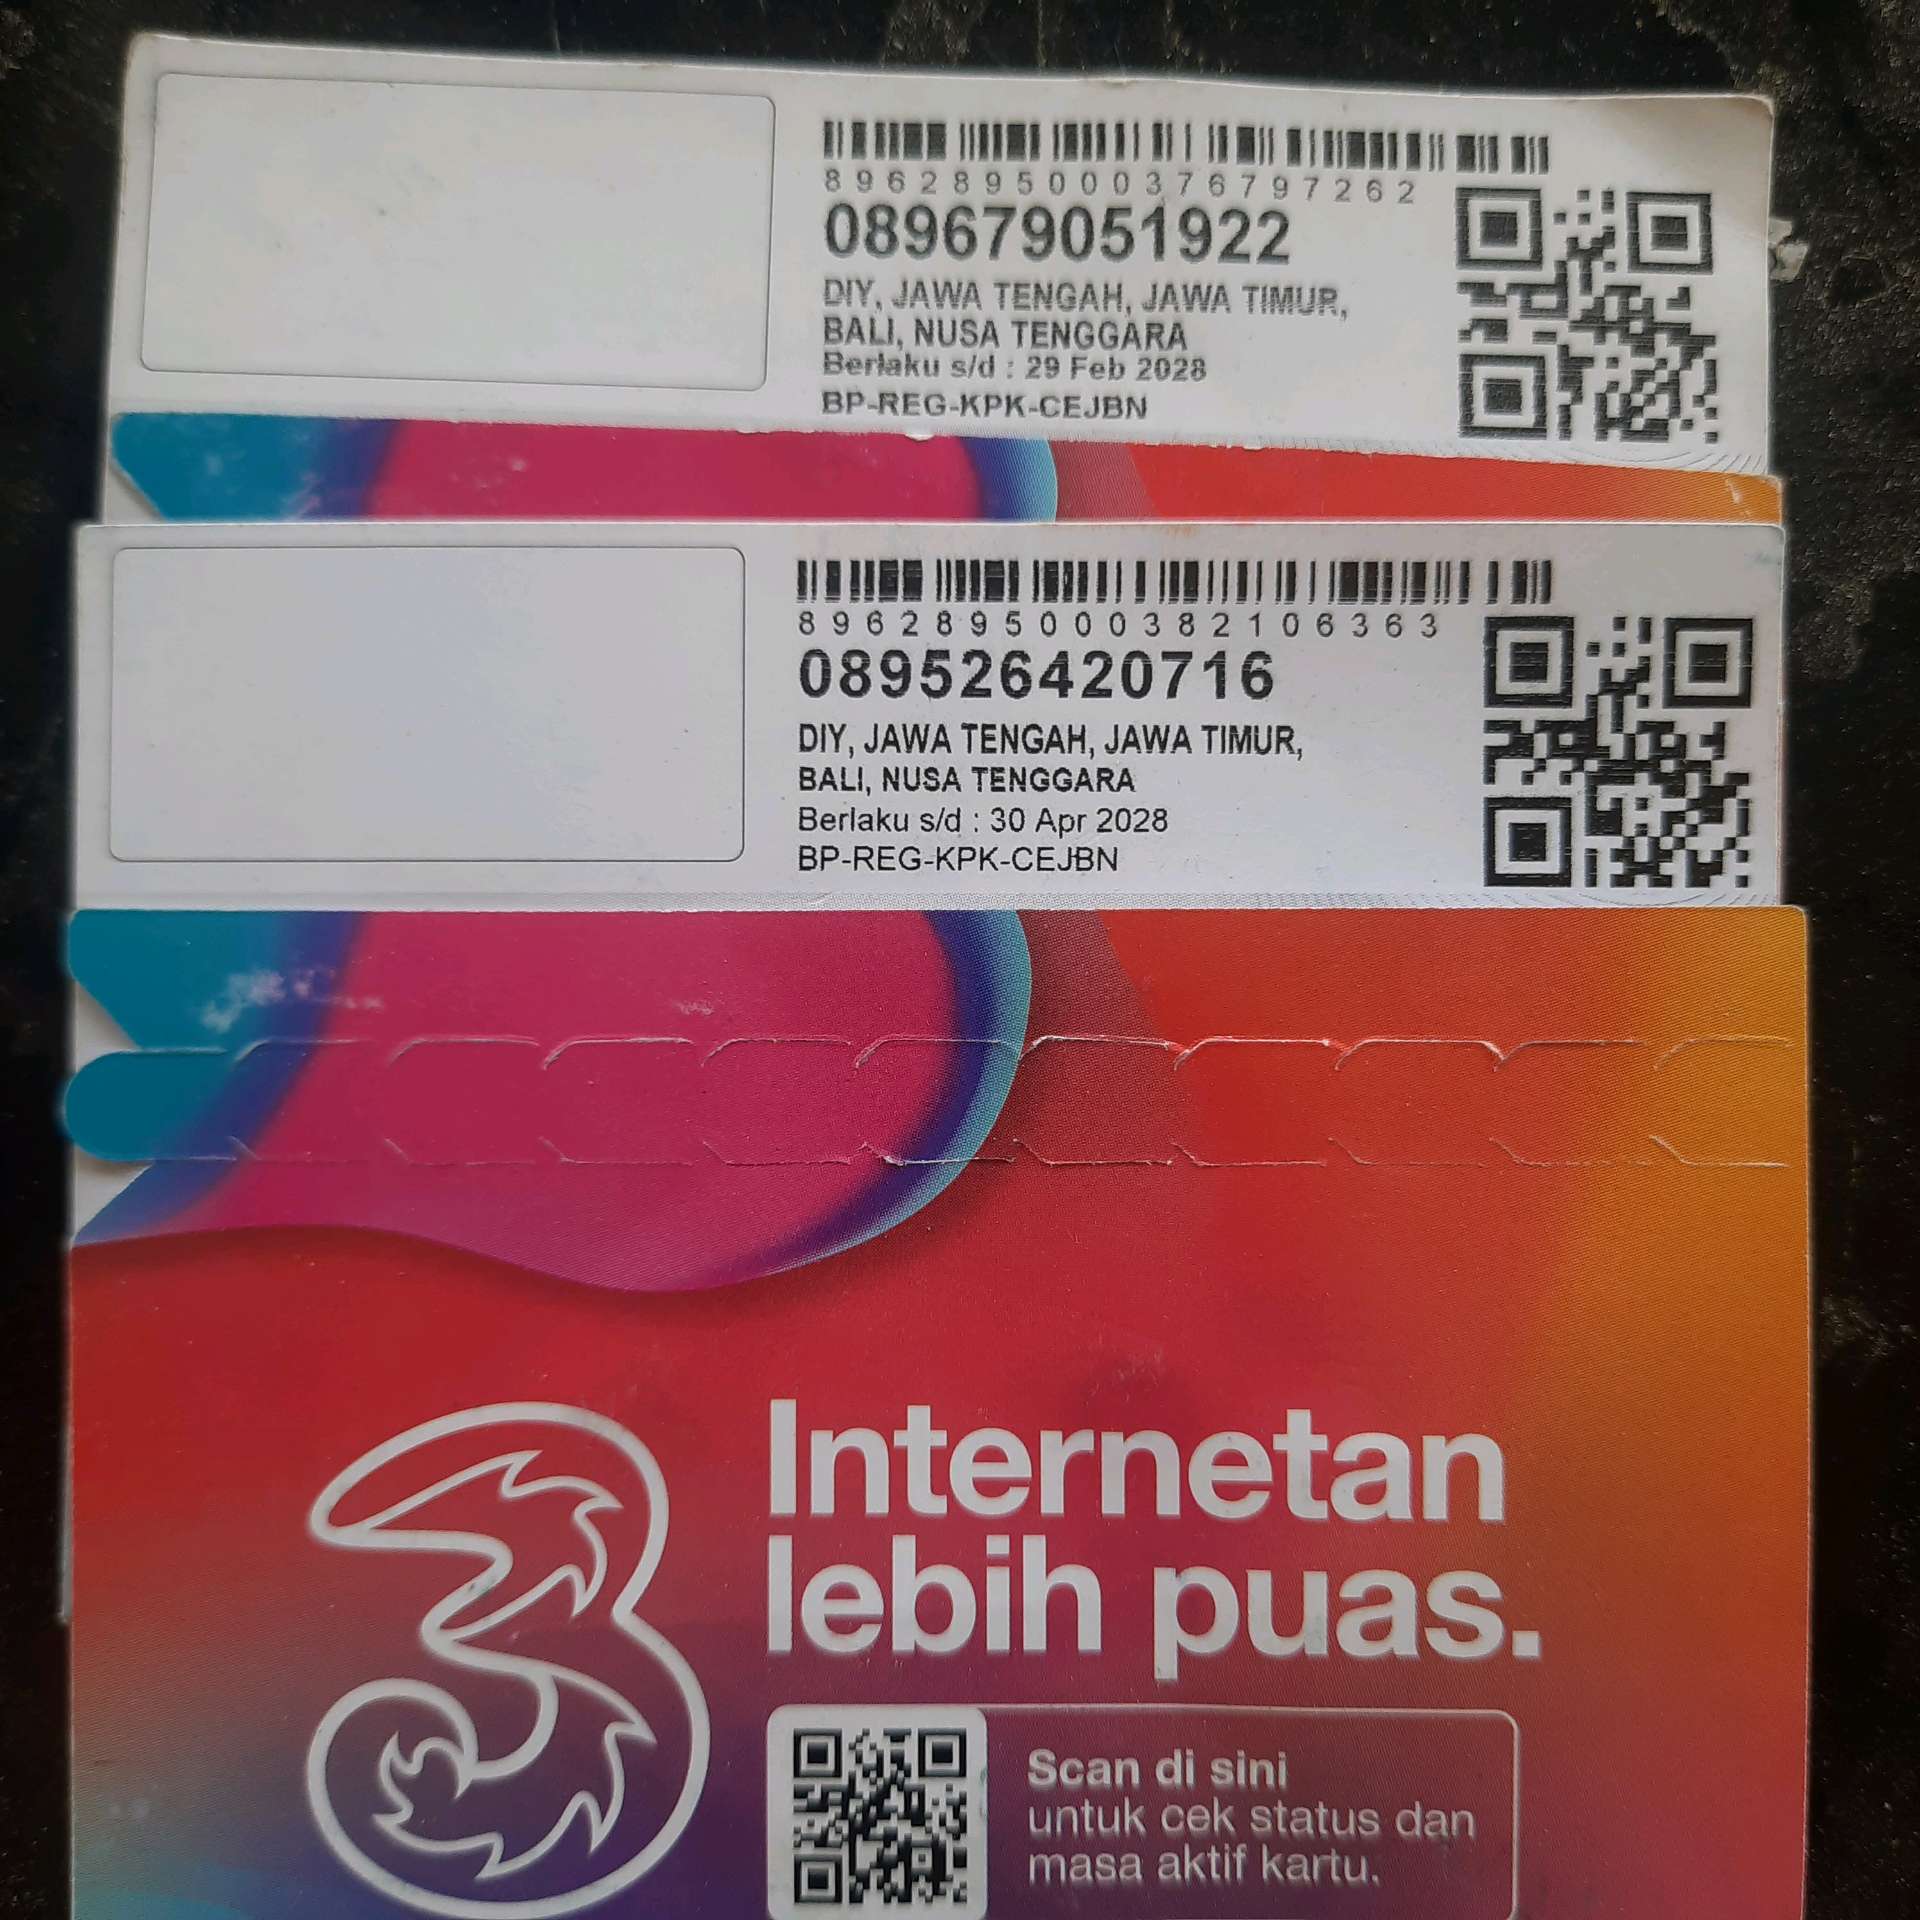 8962895000376797262
089679051922
DIY, JAWA TENGAH, JAWA TIMUR,
BALI, NUSA TENGGARA
Berlaku s/d : 29 Feb 2028
BP-REG-KPK-CEJBN
8962895000382106363
089526420716
DIY, JAWA TENGAH, JAWA TIMUR,
BALI, NUSA TENGGARA
Berlaku s/d : 30 Apr 2028
BP-REG-KPK-CEJBN
3
Internetan
lebih puas.
Scan di sini
untuk cek status dan
masa aktif kartu.